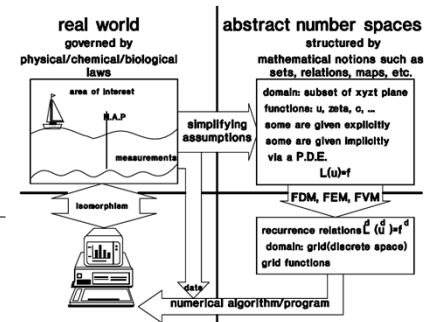 real world
governed by
physical/chemical/biological
laws
area of interest
N.A.P
measurements
simplifying
assumptions
abstract number spaces
structured by
mathematical notions such as
sets, relations, maps, etc.
domain: subset of xyzt plane
functions: u, zeta, c, ...
some are given explicitly
some are given implicitly
via a P.D.E.
L(u)=f
isomorphism
FDM, FEM, FVM
recurrence relations L^d (u^d)=f^d
domain: grid(discrete space)
grid functions
data
numerical algorithm/program